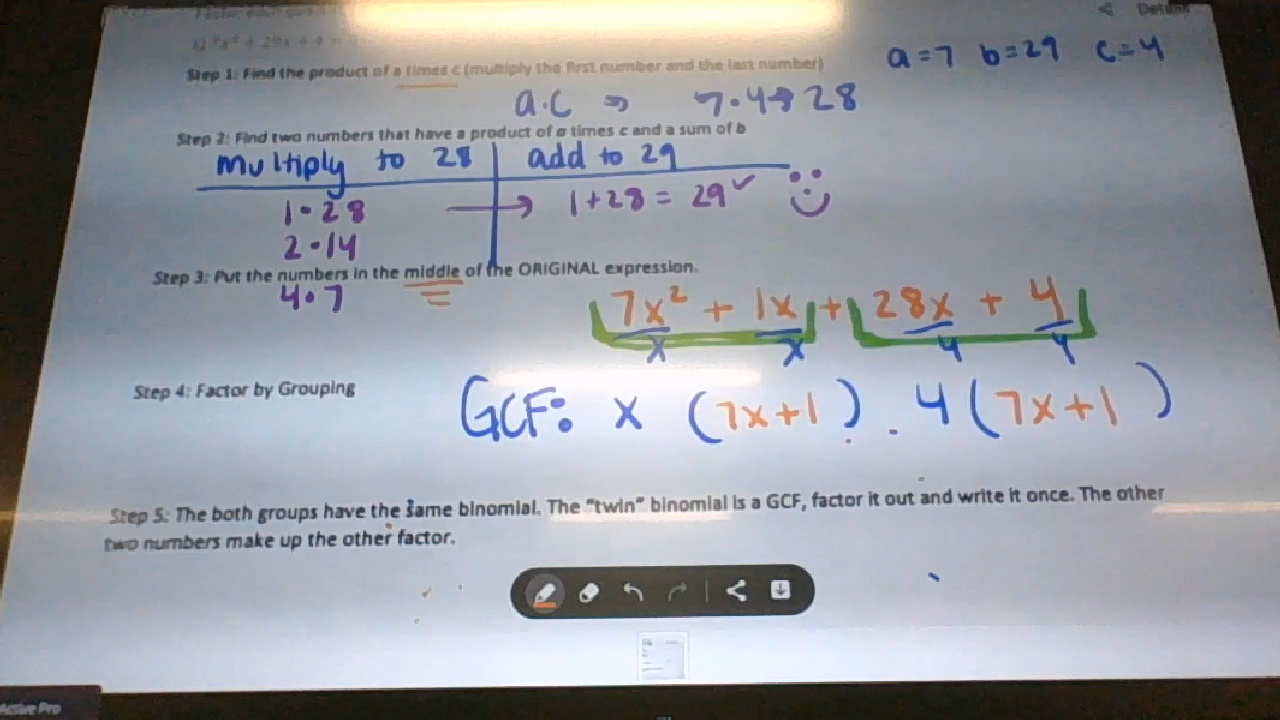 Details
a=7 b=29 c=4
Step 1: Find the product of a times c (multiply the first number and the last number)
a.c ⇒ 7.4→28
Step 2: Find two numbers that have a product of a times c and a sum of b
multiply to 28 | add to 29
1•28 → 1+28 = 29 ✓
2•14
Step 3: Put the numbers in the middle of the ORIGINAL expression.
4•7
7x² + 1x + 28x + 4
x x 4 4
Step 4: Factor by Grouping
GCF: x (7x+1) . 4 (7x+1)
Step 5: The both groups have the same binomial. The "twin" binomial is a GCF, factor it out and write it once. The other
two numbers make up the other factor.
Active Pro